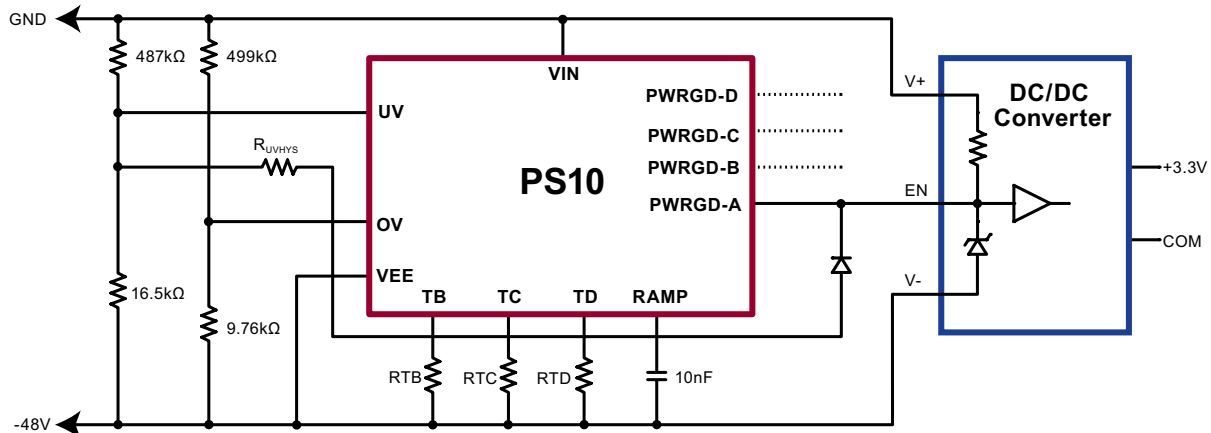 GND
487kΩ
499kΩ
VIN
V+
DC/DC
Converter
PWRGD-D
UV
PWRGD-C
RUVHYS
PS10
PWRGD-B
+3.3V
EN
PWRGD-A
OV
COM
VEE
V-
16.5kΩ
TB
TC
TD
RAMP
9.76kΩ
RTB
RTC
RTD
10nF
-48V